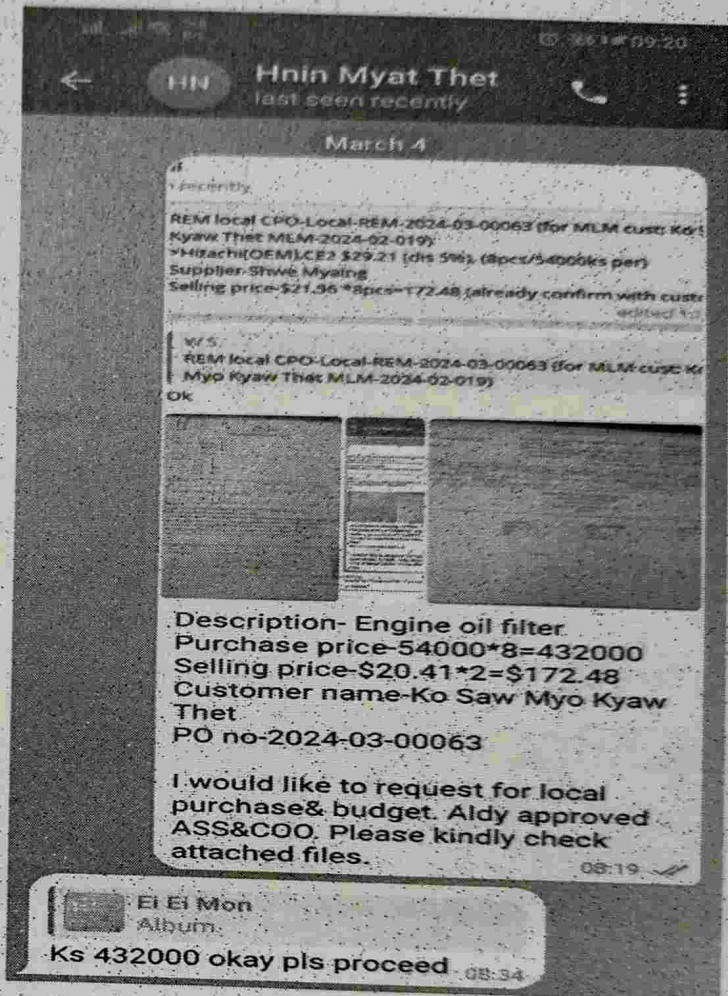 09:20
HN
Hnin Myat Thet
last seen recently
March 4
recently
REM local CPO-Local-REM-2024-03-00063 (for MLM cust: Ko
Kyaw Thet MLM-2024-02-019)
>Hitachi(OEM),CE2 $29.21 (dis 5%), (8pcs/54000ks per)
Supplier-Shwe Myaing
Selling price-$21.56 *8pcs=172.48 (already confirm with cust
edited
W S
REM local CPO-Local-REM-2024-03-00063 (for MLM cust:
Myo Kyaw Thet MLM-2024-02-019)
Ok
Description- Engine oil filter
Purchase price-54000*8=432000
Selling price-$20.41*2=$172.48
Customer name-Ko Saw Myo Kyaw
Thet
PO no-2024-03-00063
I would like to request for local
purchase& budget. Aldy approved
ASS&COO. Please kindly check
attached files.
08:19
Ei Ei Mon
Album
Ks 432000 okay pls proceed
08:34